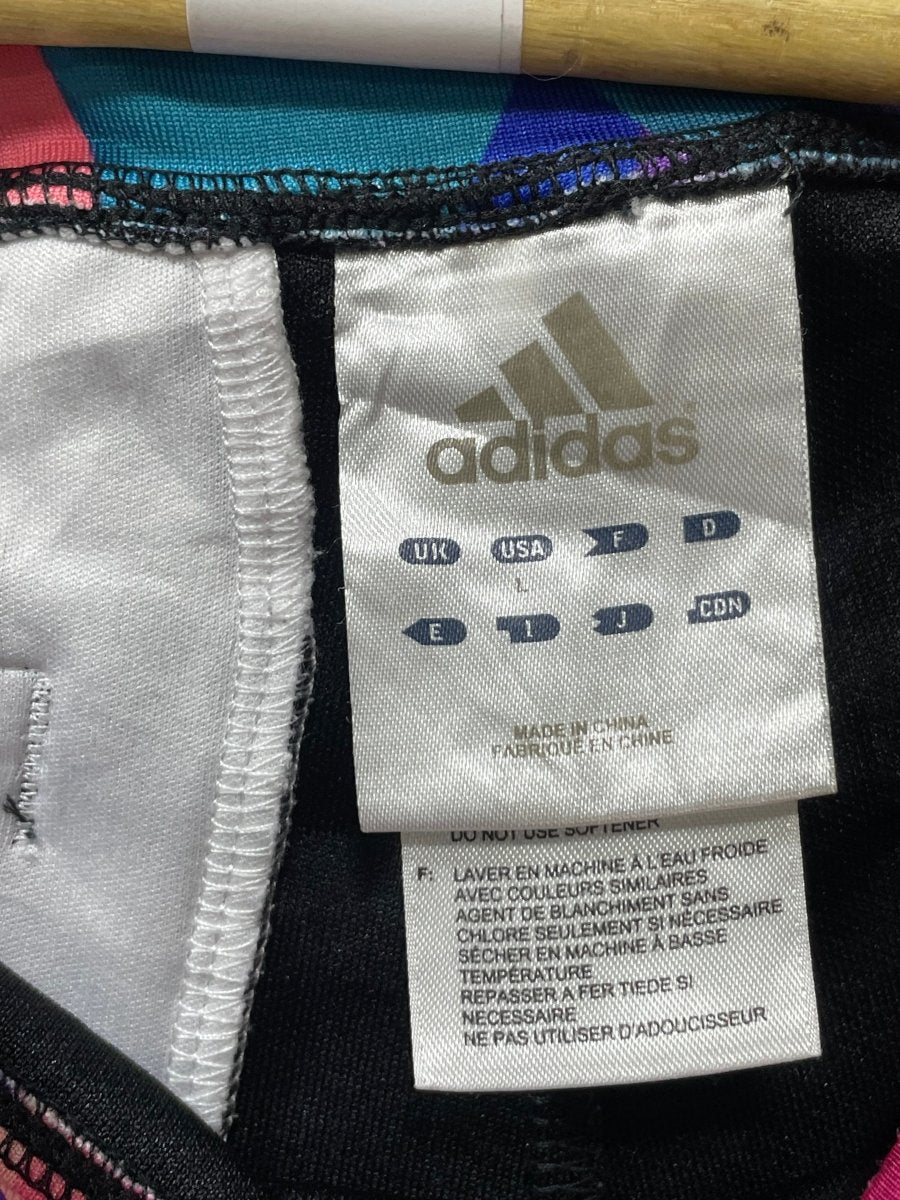 adidas
UK USA F D
L
E I J CDN
MADE IN CHINA
FABRIQUE EN CHINE
DO NOT USE SOFTENER
F: LAVER EN MACHINE À L'EAU FROIDE
AVEC COULEURS SIMILAIRES
AGENT DE BLANCHIMENT SANS
CHLORE SEULEMENT SI NÉCESSAIRE
SÉCHER EN MACHINE À BASSE
TEMPÉRATURE
REPASSER A FER TIEDE SI
NECESSAIRE
NE PAS UTILISER D'ADOUCISSEUR